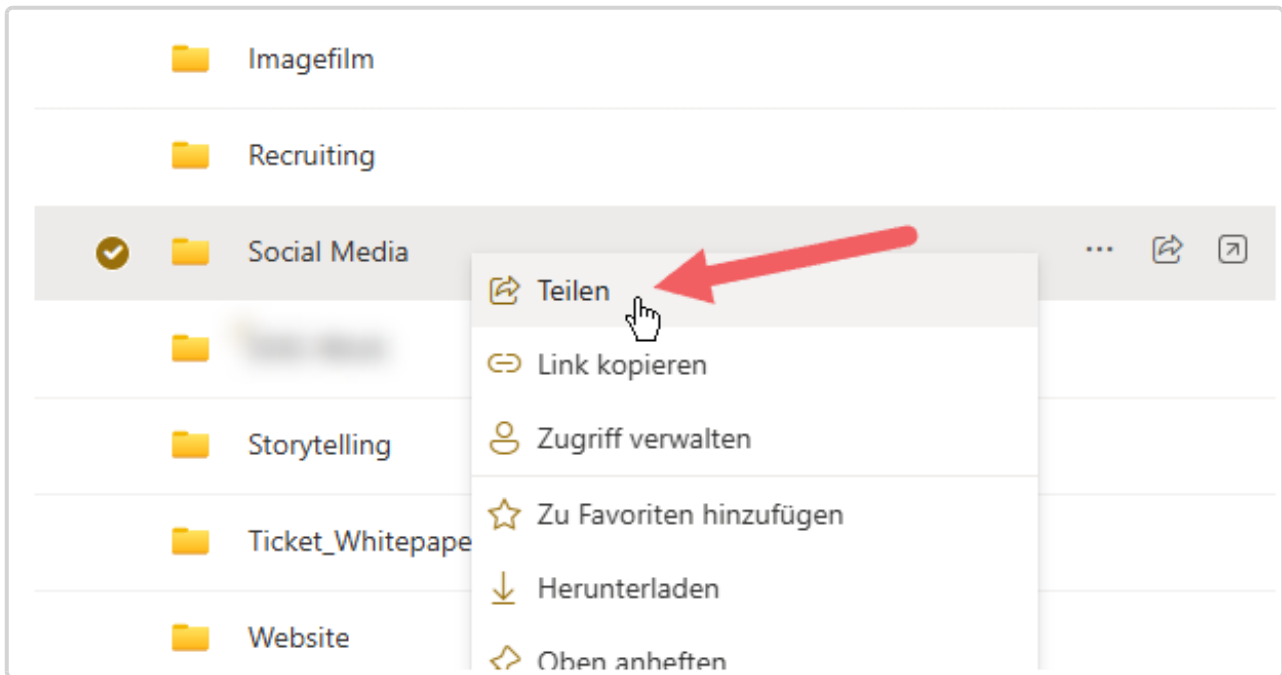 Imagefilm
Recruiting
Social Media
Teilen
Link kopieren
Zugriff verwalten
Storytelling
Zu Favoriten hinzufügen
Ticket_Whitepape
Herunterladen
Website
Oben anheften